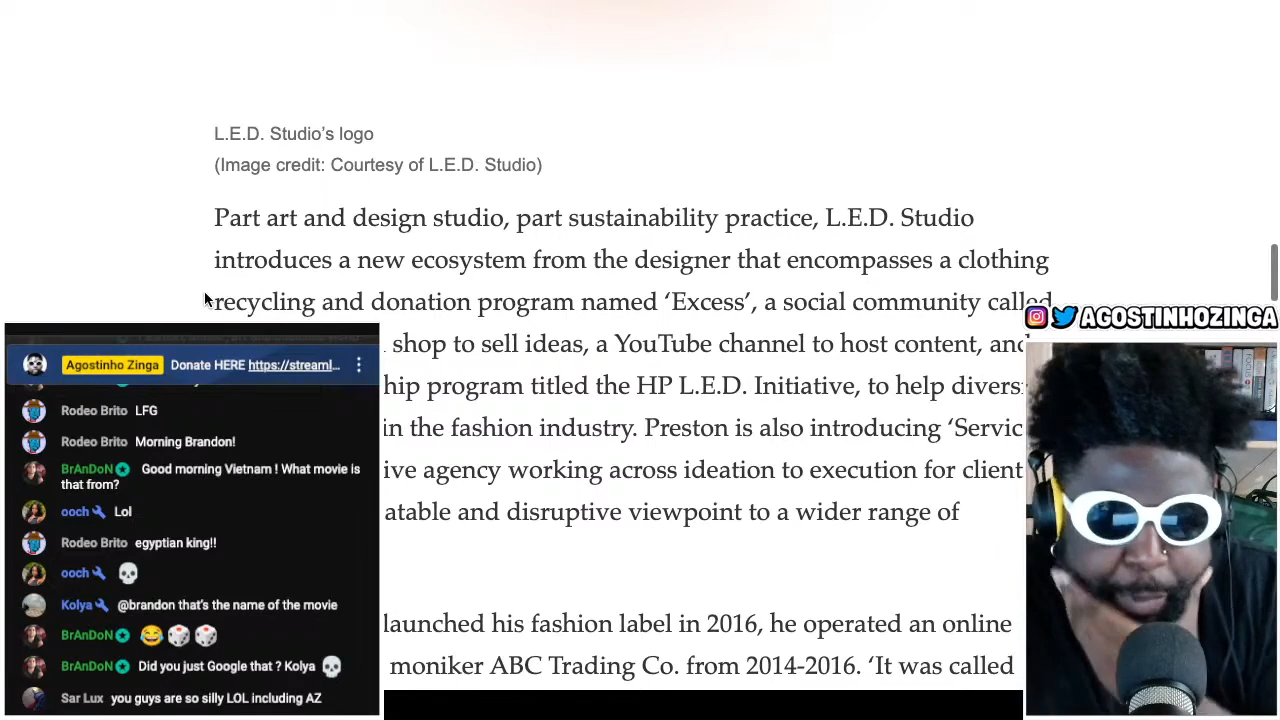 L.E.D. Studio’s logo
(Image credit: Courtesy of L.E.D. Studio)
Part art and design studio, part sustainability practice, L.E.D. Studio
introduces a new ecosystem from the designer that encompasses a clothing
recycling and donation program named ‘Excess’, a social community called
shop to sell ideas, a YouTube channel to host content, and
hip program titled the HP L.E.D. Initiative, to help divers
in the fashion industry. Preston is also introducing ‘Servic
ive agency working across ideation to execution for client
atable and disruptive viewpoint to a wider range of
launched his fashion label in 2016, he operated an online
moniker ABC Trading Co. from 2014-2016. ‘It was called
Agostinho Zinga Donate HERE https://streaml...
Rodeo Brito LFG
Rodeo Brito Morning Brandon!
BrAnDoN Good morning Vietnam ! What movie is
that from?
ooch Lol
Rodeo Brito egyptian king!!
ooch 💀
Kolya @brandon that's the name of the movie
BrAnDoN 😂 🎲 🎲
BrAnDoN Did you just Google that ? Kolya 💀
Sar Lux you guys are so silly LOL including AZ
AGOSTINHOZINGA